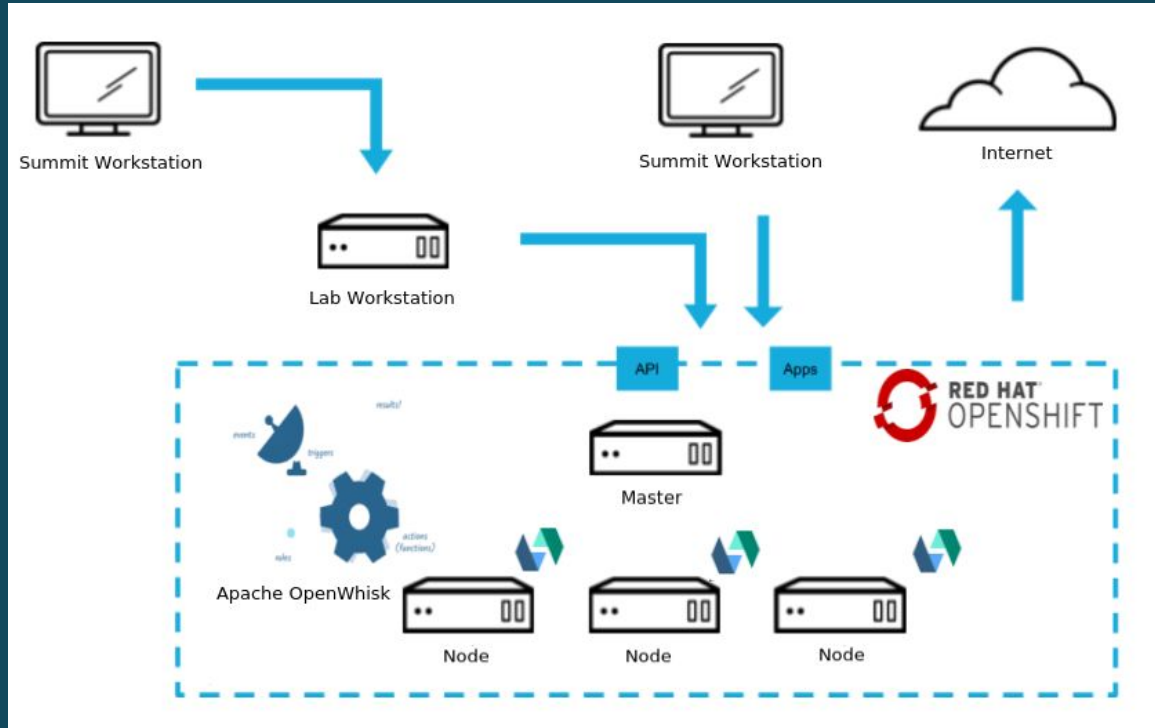 Summit Workstation
Summit Workstation
Internet
Lab Workstation
API
Apps
RED HAT
OPENSHIFT
results!
events
triggers
Master
rules
actions
(functions)
Apache OpenWhisk
Node
Node
Node